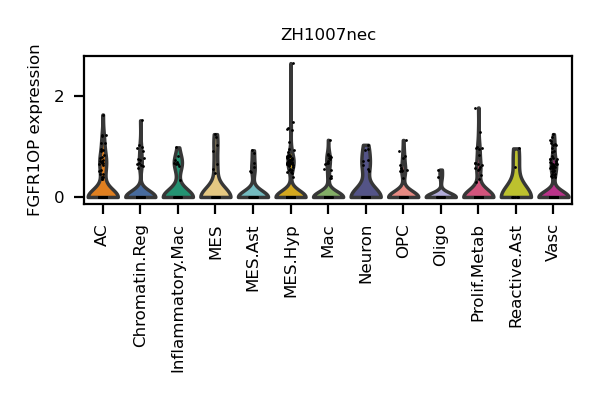 ZH1007nec
FGFR1OP expression
2
0
AC
Chromatin.Reg
Inflammatory.Mac
MES
MES.Ast
MES.Hyp
Mac
Neuron
OPC
Oligo
Prolif.Metab
Reactive.Ast
Vasc